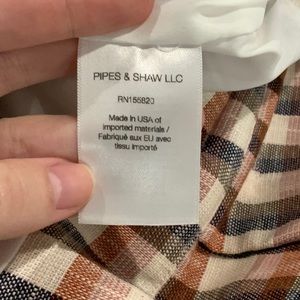 PIPES & SHAW LLC
RN155820
Made in USA of
imported materials /
Fabriqué aux EU avec
tissu importé